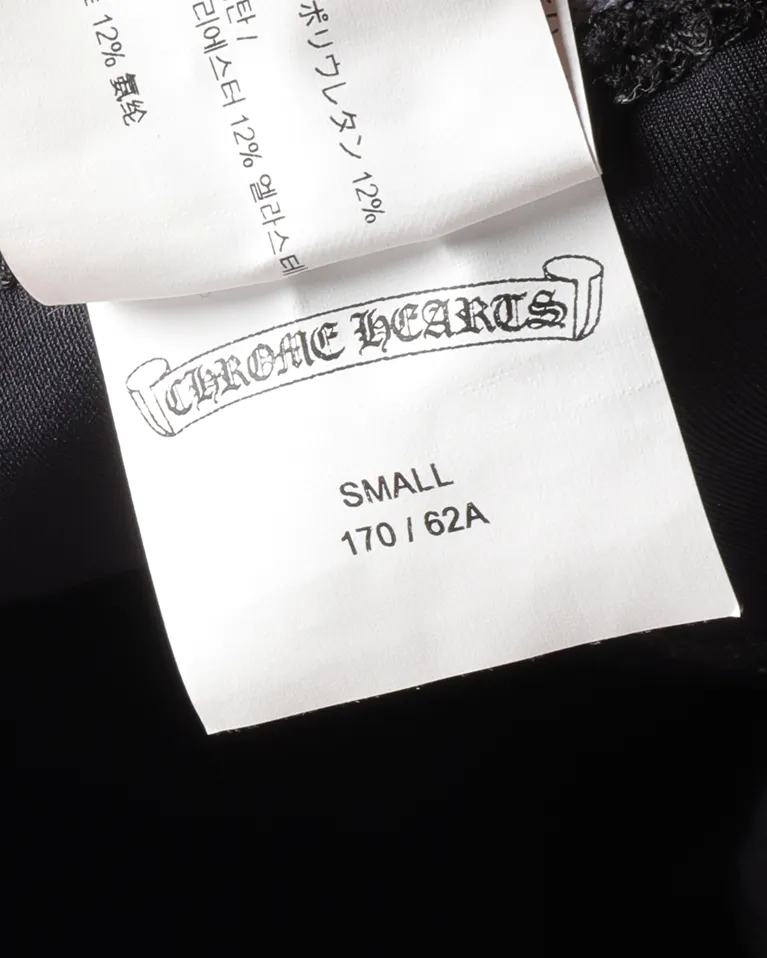 12% 氨纶
탄 /
리에스터 12% 엘라스테
ポリウレタン 12%
CHROME HEARTS
SMALL
170 / 62A